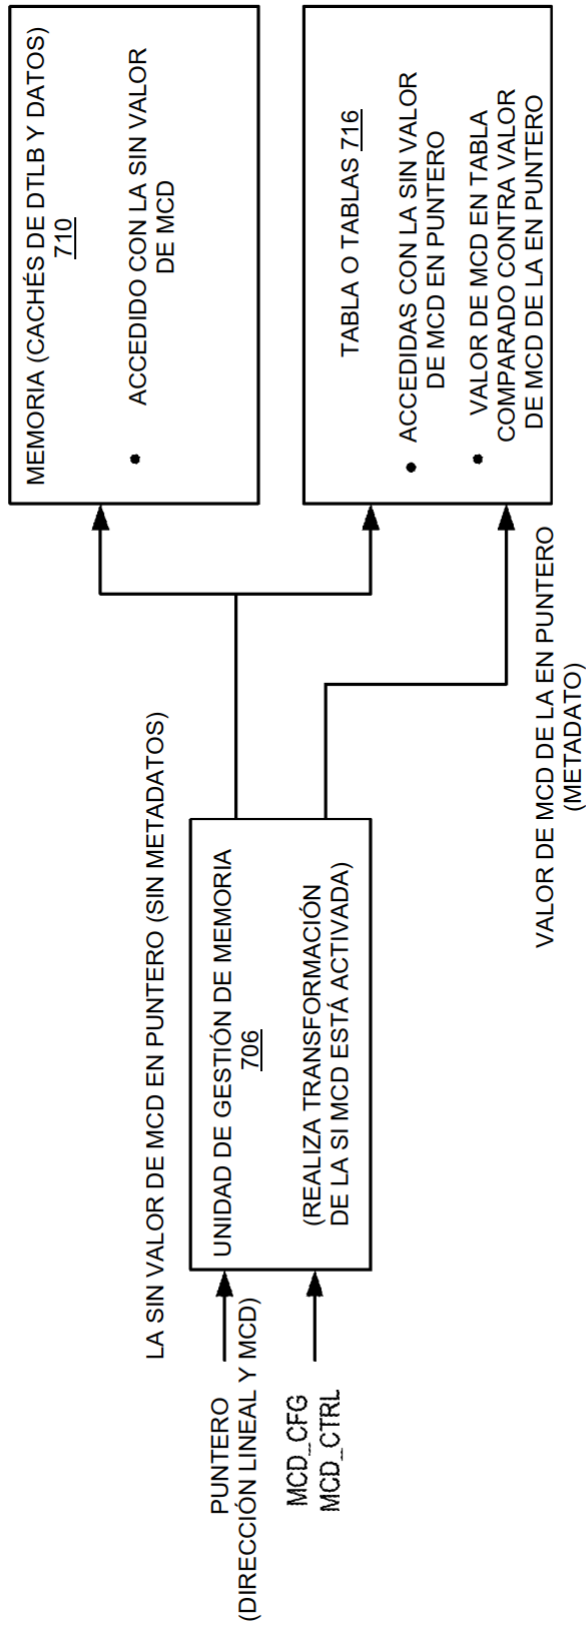 PUNTERO
(DIRECCIÓN LINEAL Y MCD)
MCD_CFG
MCD_CTRL
LA SIN VALOR DE MCD EN PUNTERO (SIN METADATOS)
UNIDAD DE GESTIÓN DE MEMORIA
706
(REALIZA TRANSFORMACIÓN
DE LA SI MCD ESTÁ ACTIVADA)
VALOR DE MCD DE LA EN PUNTERO
(METADATO)
MEMORIA (CACHÉS DE DTLB Y DATOS)
710
• ACCEDIDO CON LA SIN VALOR
DE MCD
TABLA O TABLAS 716
• ACCEDIDAS CON LA SIN VALOR
DE MCD EN PUNTERO
• VALOR DE MCD EN TABLA
COMPARADO CONTRA VALOR
DE MCD DE LA EN PUNTERO